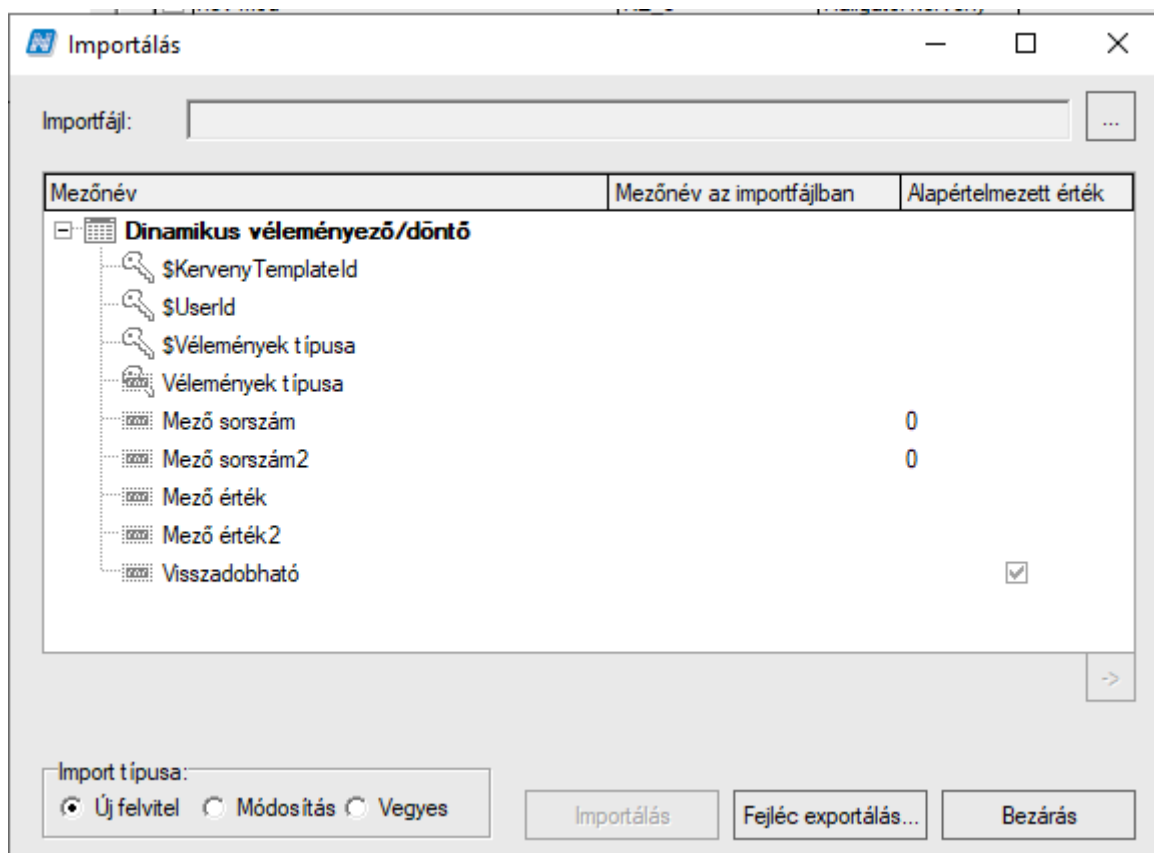 Importálás
Importfájl:
...
Mezőnév Mezőnév az importfájlban Alapértelmezett érték
Dinamikus véleményező/döntő
$KervenyTemplateId
$UserId
$Vélemények típusa
Vélemények típusa
Mező sorszám 0
Mező sorszám2 0
Mező érték
Mező érték2
Visszadobható
->
Import típusa:
Új felvitel Módosítás Vegyes
Importálás Fejléc exportálás... Bezárás